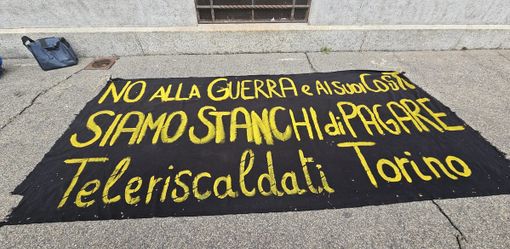 NO ALLA GUERRA e AI SUOI COSTI
SIAMO STANCHI di PAGARE
Teleriscaldati Torino